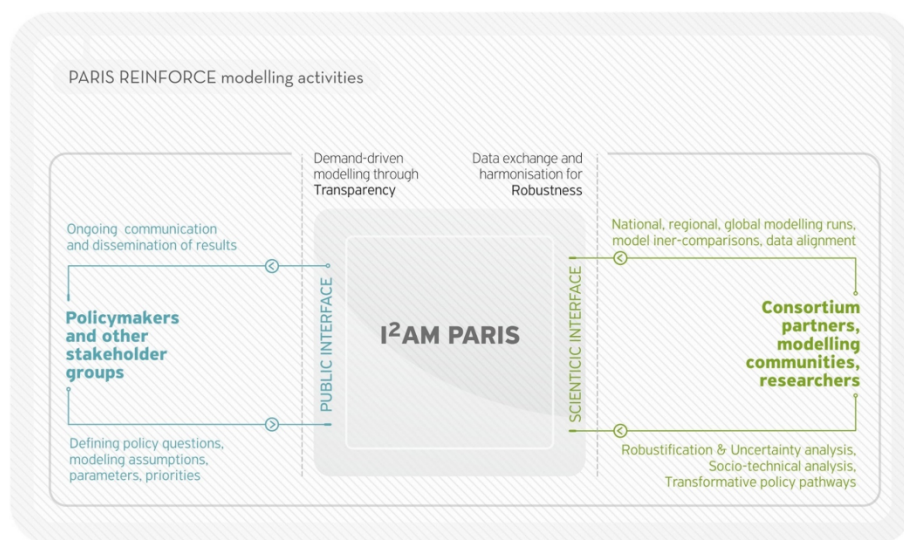 PARIS REINFORCE modelling activities
Demand-driven
modelling through
Transparency
Data exchange and
harmonisation for
Robustness
Ongoing communication
and dissemination of results
National, regional, global modelling runs,
model iner-comparisons, data alignment
Policymakers
and other
stakeholder
groups
PUBLIC INTERFACE
I²AM PARIS
SCIENTICIC INTERFACE
Consortium
partners,
modelling
communities,
researchers
Defining policy questions,
modeling assumptions,
parameters, priorities
Robustification & Uncertainty analysis,
Socio-technical analysis,
Transformative policy pathways